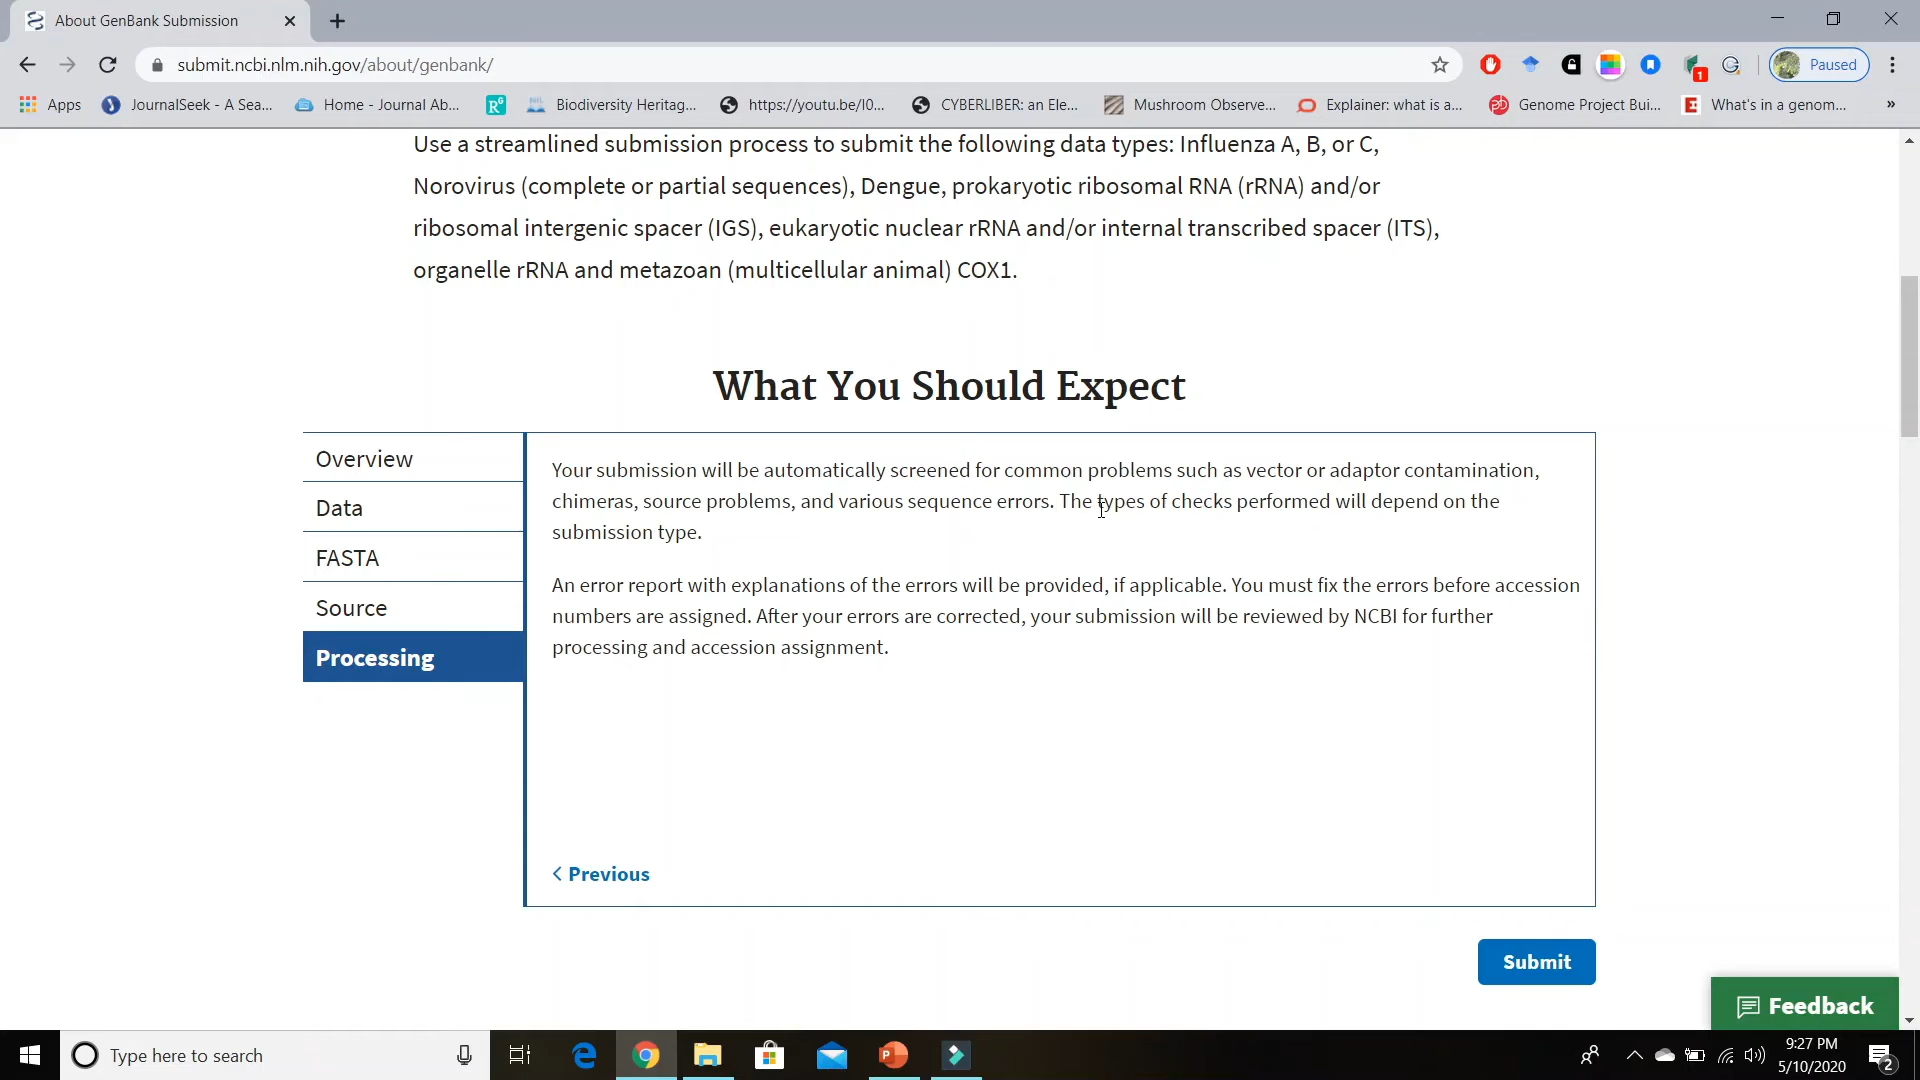 About GenBank Submission
submit.ncbi.nlm.nih.gov/about/genbank/
1
Paused
Apps
JournalSeek - A Sea...
Home - Journal Ab...
RG
Biodiversity Heritag...
https://youtu.be/l0...
CYBERLIBER: an Ele...
Mushroom Observe...
Explainer: what is a...
Genome Project Bui...
What's in a genom...
»
Use a streamlined submission process to submit the following data types: Influenza A, B, or C,
Norovirus (complete or partial sequences), Dengue, prokaryotic ribosomal RNA (rRNA) and/or
ribosomal intergenic spacer (IGS), eukaryotic nuclear rRNA and/or internal transcribed spacer (ITS),
organelle rRNA and metazoan (multicellular animal) COX1.
What You Should Expect
Overview
Data
FASTA
Source
Processing
Your submission will be automatically screened for common problems such as vector or adaptor contamination,
chimeras, source problems, and various sequence errors. The types of checks performed will depend on the
submission type.
An error report with explanations of the errors will be provided, if applicable. You must fix the errors before accession
numbers are assigned. After your errors are corrected, your submission will be reviewed by NCBI for further
processing and accession assignment.
< Previous
Submit
Feedback
Type here to search
9:27 PM
5/10/2020
2